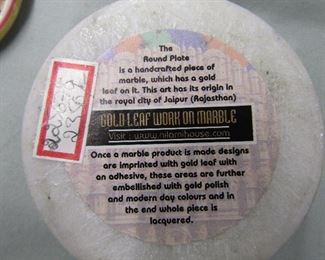 The
Round Plate
is a handcrafted piece of
marble, which has a gold
leaf on it. This art has its origin in
the royal city of Jaipur (Rajasthan)
GOLD LEAF WORK ON MARBLE
Visit : www.nilamihouse.com
Once a marble product is made designs
are imprinted with gold leaf with
an adhesive, these areas are further
embellished with gold polish
and modern day colours and in
the end whole piece is
lacquered.